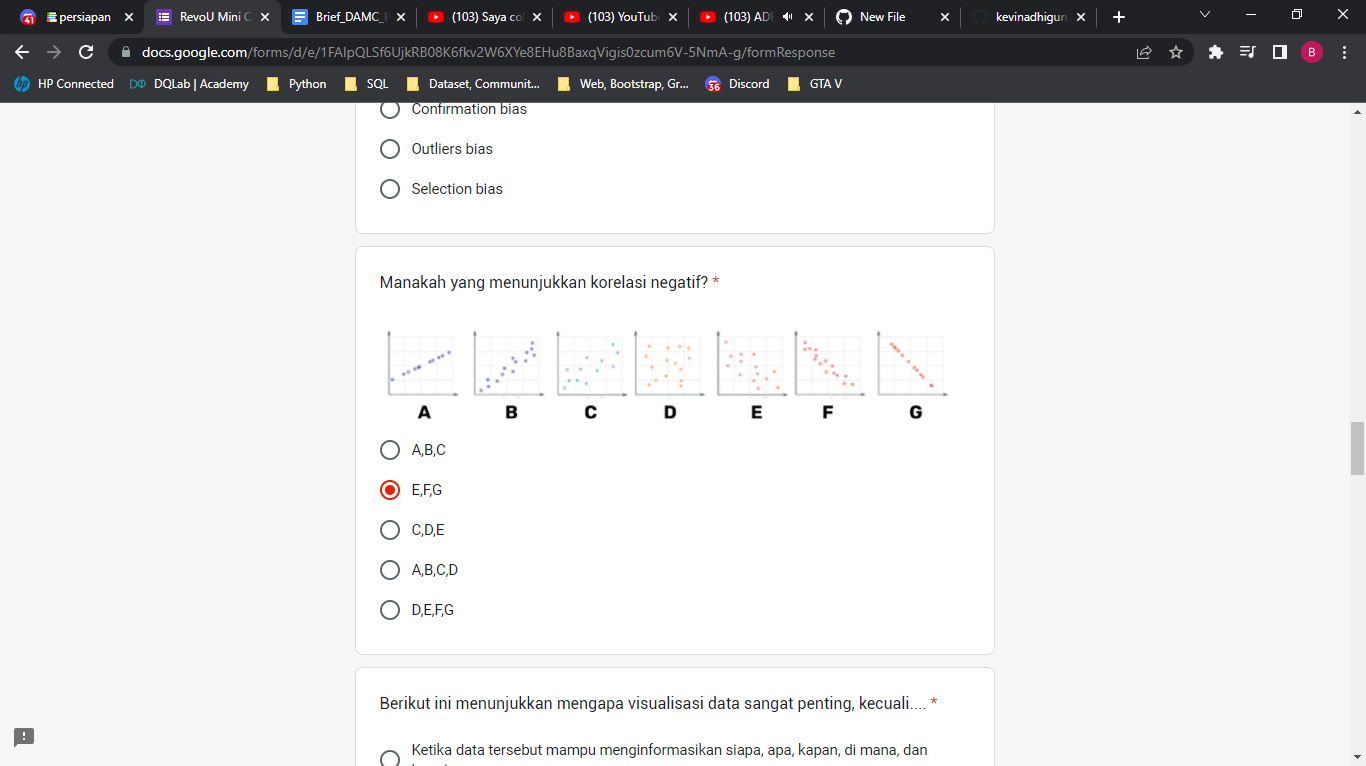 41 persiapan
RevoU Mini C
Brief_DAMC_
(103) Saya co
(103) YouTub
(103) ADE
New File
kevinadhigun
docs.google.com/forms/d/e/1FAIpQLSf6UjkRB08K6fkv2W6XYe8EHu8BaxqVigis0zcum6V-5NmA-g/formResponse
B
HP Connected
DQLab | Academy
Python
SQL
Dataset, Communit...
Web, Bootstrap, Gr...
36 Discord
GTA V
Confirmation bias
Outliers bias
Selection bias
Manakah yang menunjukkan korelasi negatif? *
A B C D E F G
A,B,C
E,F,G
C,D,E
A,B,C,D
D,E,F,G
Berikut ini menunjukkan mengapa visualisasi data sangat penting, kecuali.... *
Ketika data tersebut mampu menginformasikan siapa, apa, kapan, di mana, dan